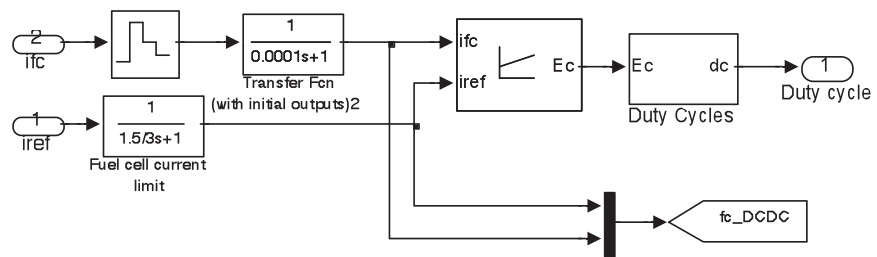 2
ifc
1
0.0001s+1
Transfer Fcn
(with initial outputs)2
1
iref
1
1.5/3s+1
Fuel cell current
limit
ifc
iref
Ec
Ec
dc
Duty Cycles
1
Duty cycle
fc_DCDC